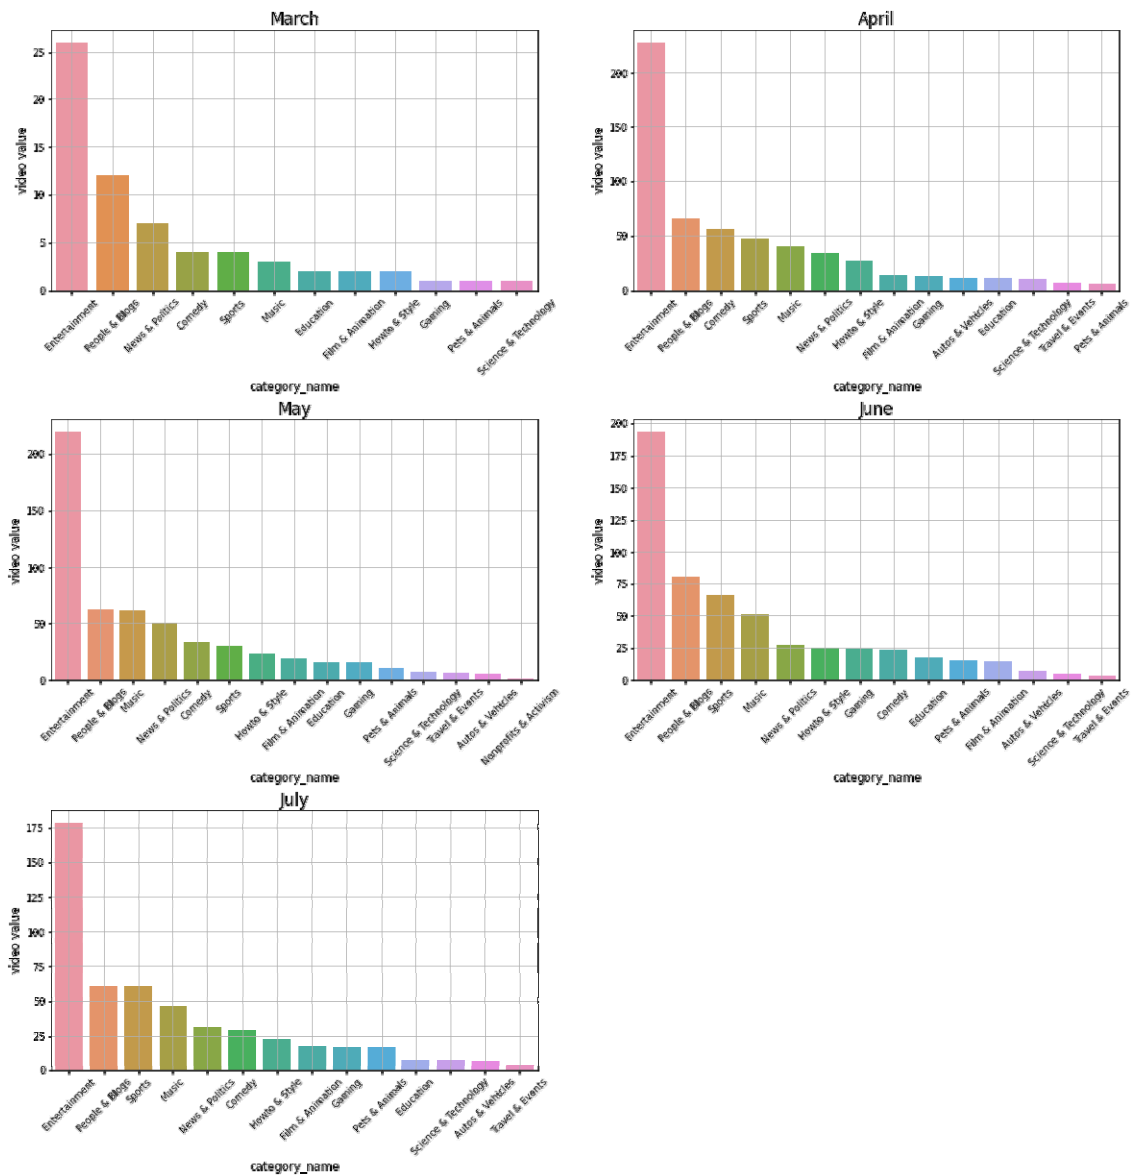 March
video value
25
20
15
10
5
0
Entertainment
People & Blogs
News & Politics
Comedy
Sports
Music
Education
Film & Animation
Howto & Style
Gaming
Pets & Animals
Science & Technology
category_name
April
video value
200
150
100
50
0
Entertainment
People & Blogs
Comedy
Sports
Music
News & Politics
Howto & Style
Film & Animation
Gaming
Autos & Vehicles
Education
Science & Technology
Travel & Events
Pets & Animals
category_name
May
video value
200
150
100
50
0
Entertainment
People & Blogs
Music
News & Politics
Comedy
Sports
Howto & Style
Film & Animation
Education
Gaming
Pets & Animals
Science & Technology
Travel & Events
Autos & Vehicles
Nonprofits & Activism
category_name
June
video value
200
175
150
125
100
75
50
25
0
Entertainment
People & Blogs
Sports
Music
News & Politics
Howto & Style
Gaming
Comedy
Education
Pets & Animals
Film & Animation
Autos & Vehicles
Science & Technology
Travel & Events
category_name
July
video value
175
150
125
100
75
50
25
0
Entertainment
People & Blogs
Sports
Music
News & Politics
Comedy
Howto & Style
Film & Animation
Gaming
Pets & Animals
Education
Science & Technology
Autos & Vehicles
Travel & Events
category_name